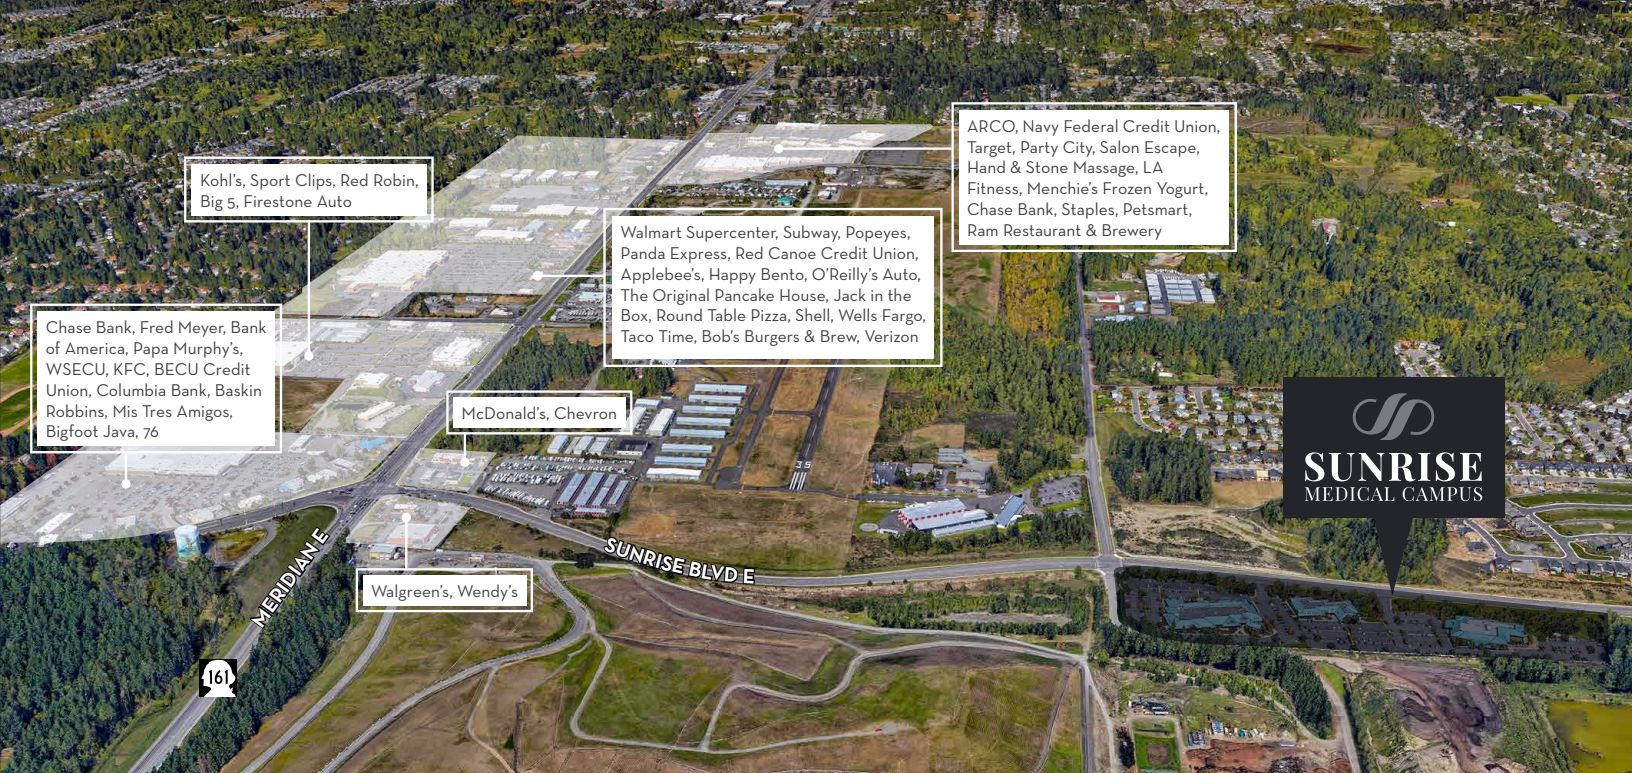 ARCO, Navy Federal Credit Union,
Target, Party City, Salon Escape,
Hand & Stone Massage, LA
Fitness, Menchie's Frozen Yogurt,
Chase Bank, Staples, Petsmart,
Ram Restaurant & Brewery
Kohl's, Sport Clips, Red Robin,
Big 5, Firestone Auto
Walmart Supercenter, Subway, Popeyes,
Panda Express, Red Canoe Credit Union,
Applebee's, Happy Bento, O'Reilly's Auto,
The Original Pancake House, Jack in the
Box, Round Table Pizza, Shell, Wells Fargo,
Taco Time, Bob's Burgers & Brew, Verizon
Chase Bank, Fred Meyer, Bank
of America, Papa Murphy's,
WSECU, KFC, BECU Credit
Union, Columbia Bank, Baskin
Robbins, Mis Tres Amigos,
Bigfoot Java, 76
McDonald's, Chevron
SUNRISE
MEDICAL CAMPUS
35
SUNRISE BLVD E
MERIDIAN E
Walgreen's, Wendy's
161